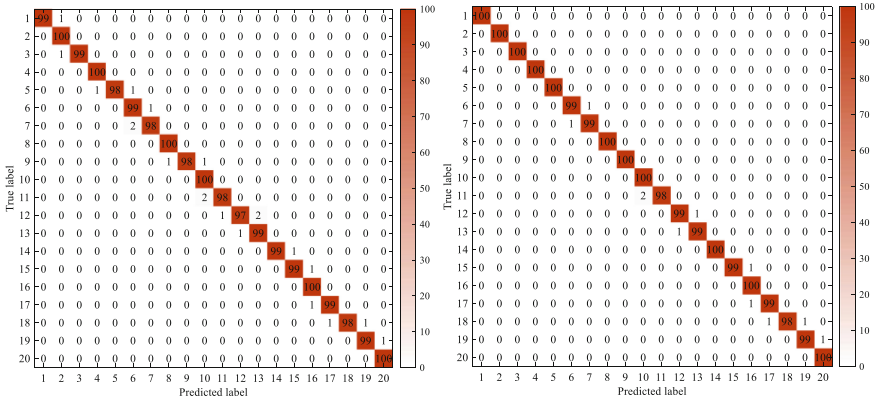 True label
1 99 1 0 0 0 0 0 0 0 0 0 0 0 0 0 0 0 0 0 0
2 0 100 0 0 0 0 0 0 0 0 0 0 0 0 0 0 0 0 0 0
3 0 1 99 0 0 0 0 0 0 0 0 0 0 0 0 0 0 0 0 0
4 0 0 0 100 0 0 0 0 0 0 0 0 0 0 0 0 0 0 0 0
5 0 0 0 1 98 1 0 0 0 0 0 0 0 0 0 0 0 0 0 0
6 0 0 0 0 0 99 1 0 0 0 0 0 0 0 0 0 0 0 0 0
7 0 0 0 0 0 2 98 0 0 0 0 0 0 0 0 0 0 0 0 0
8 0 0 0 0 0 0 0 100 0 0 0 0 0 0 0 0 0 0 0 0
9 0 0 0 0 0 0 0 1 98 1 0 0 0 0 0 0 0 0 0 0
10 0 0 0 0 0 0 0 0 0 100 0 0 0 0 0 0 0 0 0 0
11 0 0 0 0 0 0 0 0 0 2 98 0 0 0 0 0 0 0 0 0
12 0 0 0 0 0 0 0 0 0 0 1 97 2 0 0 0 0 0 0 0
13 0 0 0 0 0 0 0 0 0 0 0 1 99 0 0 0 0 0 0 0
14 0 0 0 0 0 0 0 0 0 0 0 0 0 99 1 0 0 0 0 0
15 0 0 0 0 0 0 0 0 0 0 0 0 0 0 99 1 0 0 0 0
16 0 0 0 0 0 0 0 0 0 0 0 0 0 0 0 100 0 0 0 0
17 0 0 0 0 0 0 0 0 0 0 0 0 0 0 0 1 99 0 0 0
18 0 0 0 0 0 0 0 0 0 0 0 0 0 0 0 0 1 98 1 0
19 0 0 0 0 0 0 0 0 0 0 0 0 0 0 0 0 0 0 99 1
20 0 0 0 0 0 0 0 0 0 0 0 0 0 0 0 0 0 0 0 100
1 2 3 4 5 6 7 8 9 10 11 12 13 14 15 16 17 18 19 20
Predicted label
100
90
80
70
60
50
40
30
20
10
0
True label
1 100 0 0 0 0 0 0 0 0 0 0 0 0 0 0 0 0 0 0 0
2 0 100 0 0 0 0 0 0 0 0 0 0 0 0 0 0 0 0 0 0
3 0 0 100 0 0 0 0 0 0 0 0 0 0 0 0 0 0 0 0 0
4 0 0 0 100 0 0 0 0 0 0 0 0 0 0 0 0 0 0 0 0
5 0 0 0 0 100 0 0 0 0 0 0 0 0 0 0 0 0 0 0 0
6 0 0 0 0 0 99 1 0 0 0 0 0 0 0 0 0 0 0 0 0
7 0 0 0 0 0 1 99 0 0 0 0 0 0 0 0 0 0 0 0 0
8 0 0 0 0 0 0 0 100 0 0 0 0 0 0 0 0 0 0 0 0
9 0 0 0 0 0 0 0 0 100 0 0 0 0 0 0 0 0 0 0 0
10 0 0 0 0 0 0 0 0 0 100 0 0 0 0 0 0 0 0 0 0
11 0 0 0 0 0 0 0 0 0 2 98 0 0 0 0 0 0 0 0 0
12 0 0 0 0 0 0 0 0 0 0 0 99 1 0 0 0 0 0 0 0
13 0 0 0 0 0 0 0 0 0 0 0 1 99 0 0 0 0 0 0 0
14 0 0 0 0 0 0 0 0 0 0 0 0 0 100 0 0 0 0 0 0
15 0 0 0 0 0 0 0 0 0 0 0 0 0 0 99 1 0 0 0 0
16 0 0 0 0 0 0 0 0 0 0 0 0 0 0 0 100 0 0 0 0
17 0 0 0 0 0 0 0 0 0 0 0 0 0 0 0 1 99 0 0 0
18 0 0 0 0 0 0 0 0 0 0 0 0 0 0 0 0 1 98 1 0
19 0 0 0 0 0 0 0 0 0 0 0 0 0 0 0 0 0 0 99 1
20 0 0 0 0 0 0 0 0 0 0 0 0 0 0 0 0 0 0 0 100
1 2 3 4 5 6 7 8 9 10 11 12 13 14 15 16 17 18 19 20
Predicted label
100
90
80
70
60
50
40
30
20
10
0